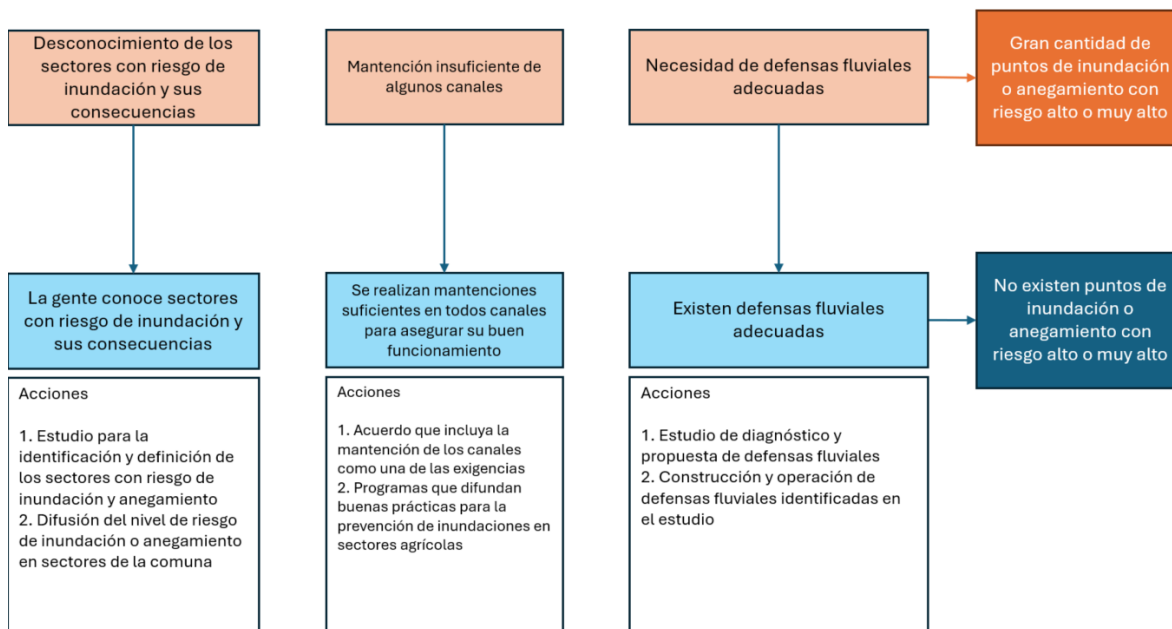 Desconocimiento de los
sectores con riesgo de
inundación y sus
consecuencias
Mantención insuficiente de
algunos canales
Necesidad de defensas fluviales
adecuadas
Gran cantidad de
puntos de inundación
o anegamiento con
riesgo alto o muy alto
La gente conoce sectores
con riesgo de inundación y
sus consecuencias
Se realizan mantenciones
suficientes en todos canales
para asegurar su buen
funcionamiento
Existen defensas fluviales
adecuadas
No existen puntos de
inundación o
anegamiento con
riesgo alto o muy alto
Acciones
1. Estudio para la
identificación y definición de
los sectores con riesgo de
inundación y anegamiento
2. Difusión del nivel de riesgo
de inundación o anegamiento
en sectores de la comuna
Acciones
1. Acuerdo que incluya la
mantención de los canales
como una de las exigencias
2. Programas que difundan
buenas prácticas para la
prevención de inundaciones en
sectores agrícolas
Acciones
1. Estudio de diagnóstico y
propuesta de defensas fluviales
2. Construcción y operación de
defensas fluviales identificadas en
el estudio